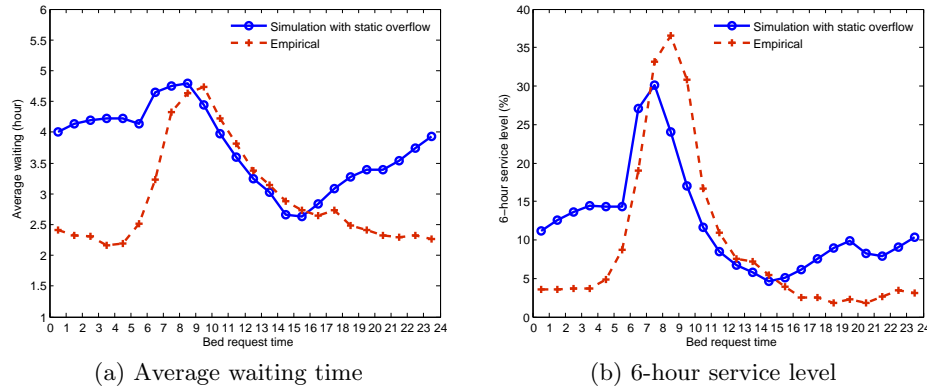 6
5.5
5
4.5
4
3.5
3
2.5
2
1.5
1
Average waiting (hour)
Simulation with static overflow
Empirical
0 1 2 3 4 5 6 7 8 9 10 11 12 13 14 15 16 17 18 19 20 21 22 23 24
Bed request time
(a) Average waiting time
40
35
30
25
20
15
10
5
0
6-hour service level (%)
Simulation with static overflow
Empirical
0 1 2 3 4 5 6 7 8 9 10 11 12 13 14 15 16 17 18 19 20 21 22 23 24
Bed request time
(b) 6-hour service level